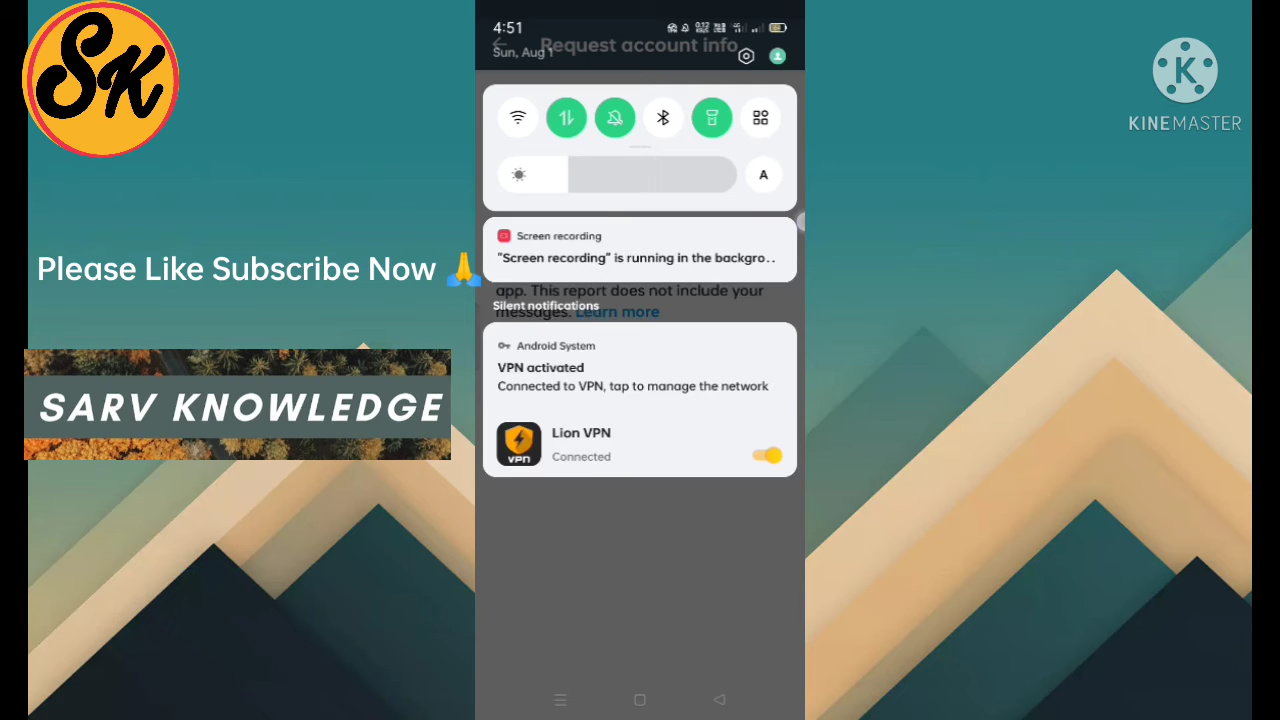 SK
KINEMASTER
Please Like Subscribe Now 🙏
SARV KNOWLEDGE
4:51
Request account info
Sun, Aug 1
A
Screen recording
"Screen recording" is running in the backgro..
app. This report does not include your
Silent notifications
messages. Learn more
Android System
VPN activated
Connected to VPN, tap to manage the network
VPN
Lion VPN
Connected